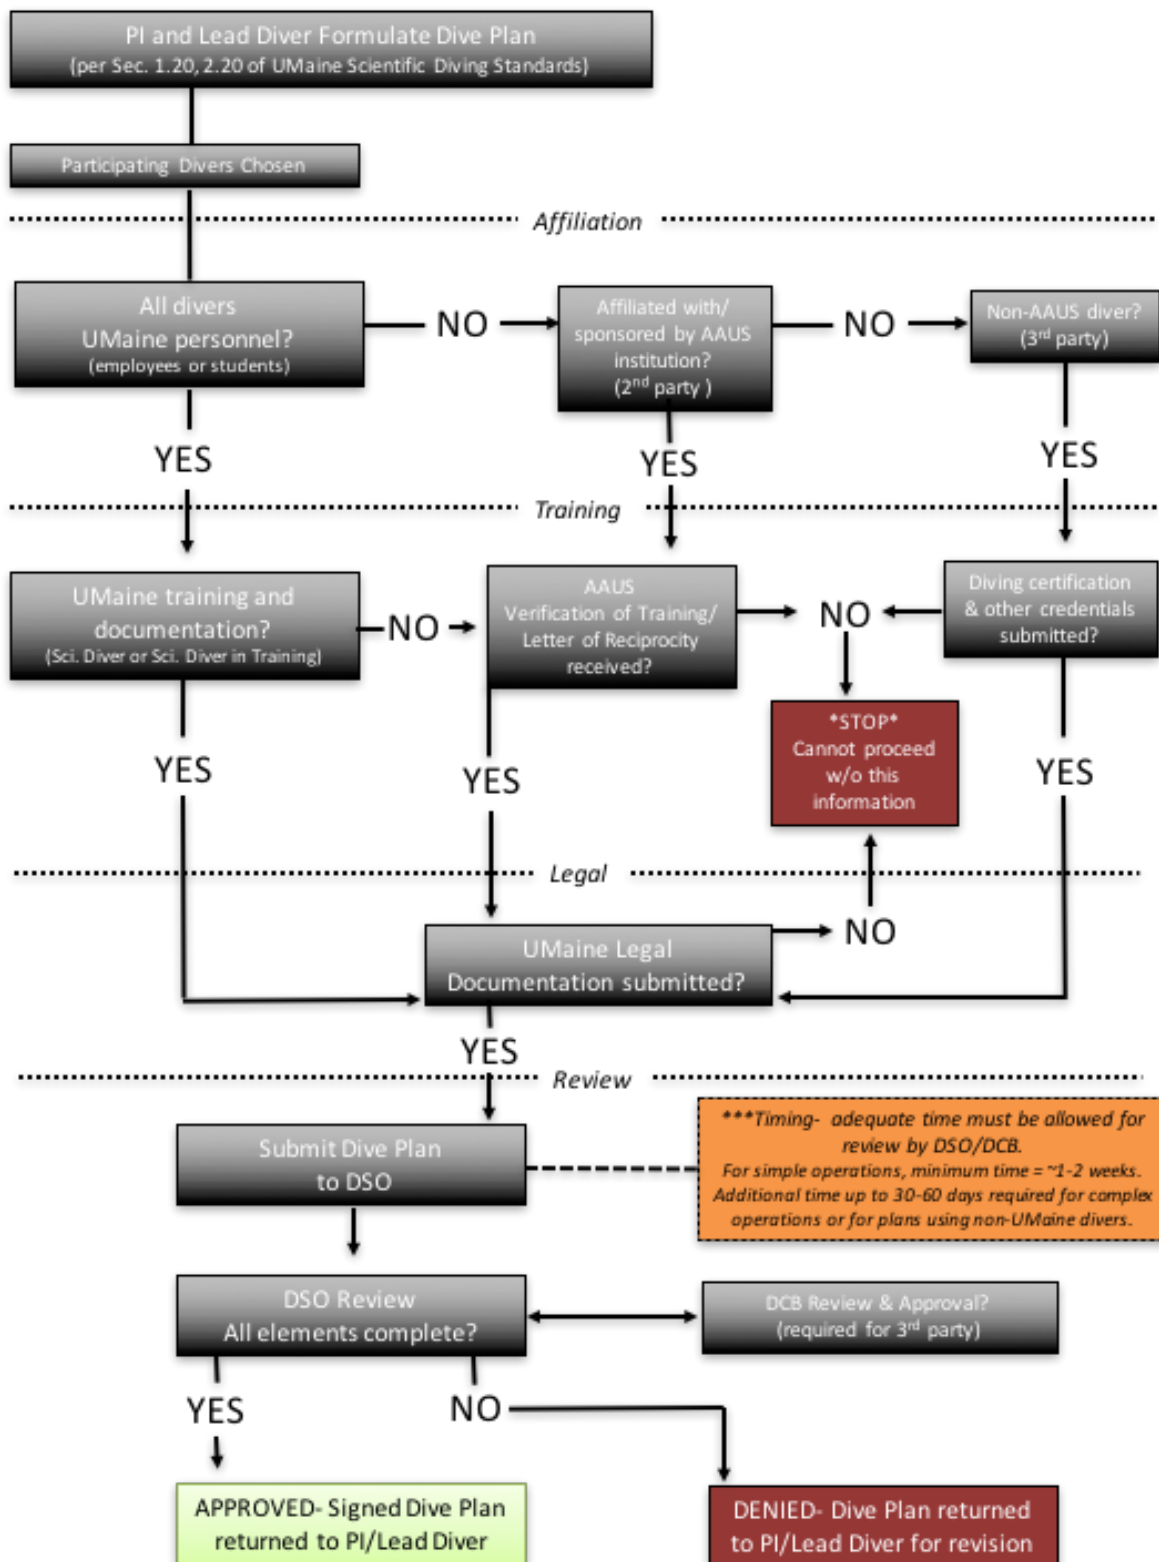 PI and Lead Diver Formulate Dive Plan
(per Sec. 1.20, 2.20 of UMaine Scientific Diving Standards)
Participating Divers Chosen
Affiliation
All divers
UMaine personnel?
(employees or students)
NO
Affiliated with/
sponsored by AAUS
institution?
(2nd party )
NO
Non-AAUS diver?
(3rd party)
YES
YES
YES
Training
UMaine training and
documentation?
(Sci. Diver or Sci. Diver in Training)
NO
AAUS
Verification of Training/
Letter of Reciprocity
received?
NO
Diving certification
& other credentials
submitted?
*STOP*
Cannot proceed
w/o this
information
YES
YES
YES
Legal
UMaine Legal
Documentation submitted?
NO
YES
Review
Submit Dive Plan
to DSO
***Timing- adequate time must be allowed for
review by DSO/DCB.
For simple operations, minimum time = ~1-2 weeks.
Additional time up to 30-60 days required for complex
operations or for plans using non-UMaine divers.
DSO Review
All elements complete?
DCB Review & Approval?
(required for 3rd party)
YES
NO
APPROVED- Signed Dive Plan
returned to PI/Lead Diver
DENIED- Dive Plan returned
to PI/Lead Diver for revision